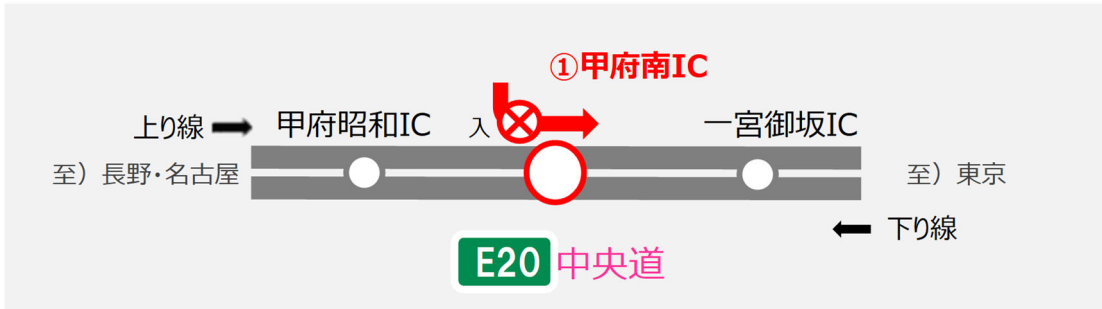 ①甲府南IC
上り線
甲府昭和IC
入
一宮御坂IC
至）長野・名古屋
至）東京
下り線
E20
中央道